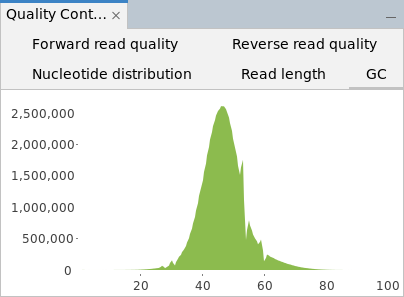 Quality Cont... ×
Forward read quality Reverse read quality
Nucleotide distribution Read length GC
2,500,000
2,000,000
1,500,000
1,000,000
500,000
0
20 40 60 80 100